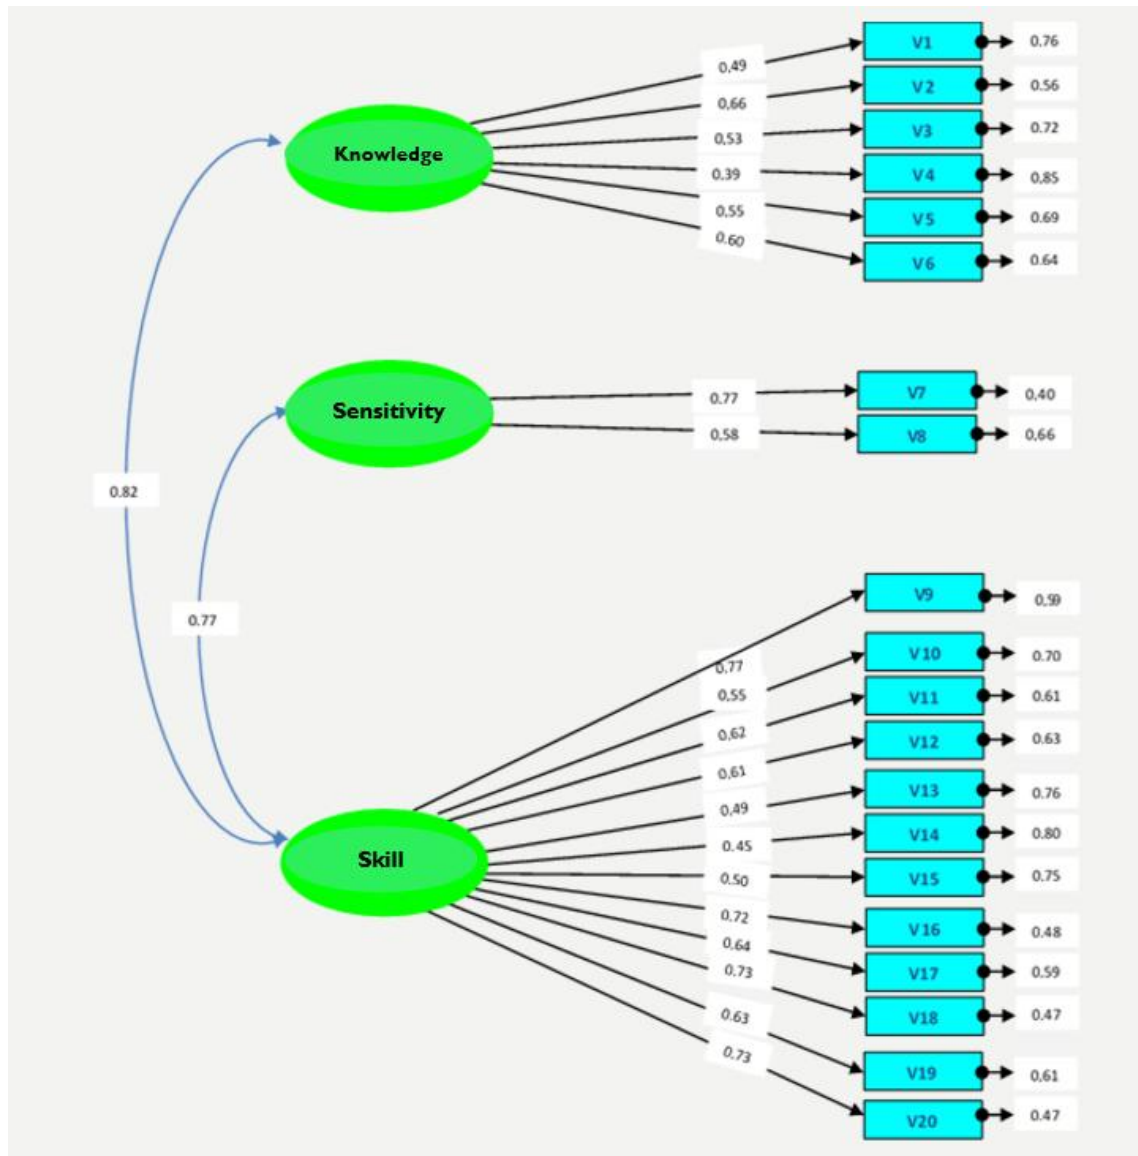 0,49 V1 0.76
0,66 V2 0.56
0,53 V3 0.72
Knowledge
0.39 V4 0,85
0,55 V5 0.69
0.60 V6 0.64
0.77 V7 0,40
Sensitivity
0,58 V8 0,66
0.82
0.77
V9 0,59
0.77 V10 0.70
0,55 V11 0.61
0,62 V12 0.63
0,61 V13 0.76
0,49 V14 0.80
0.45 V15 0.75
Skill
0,50 V16 0.48
0,72 V17 0.59
0,64 V18 0.47
0,73 V19 0,61
0,63 V20 0.47
0,73